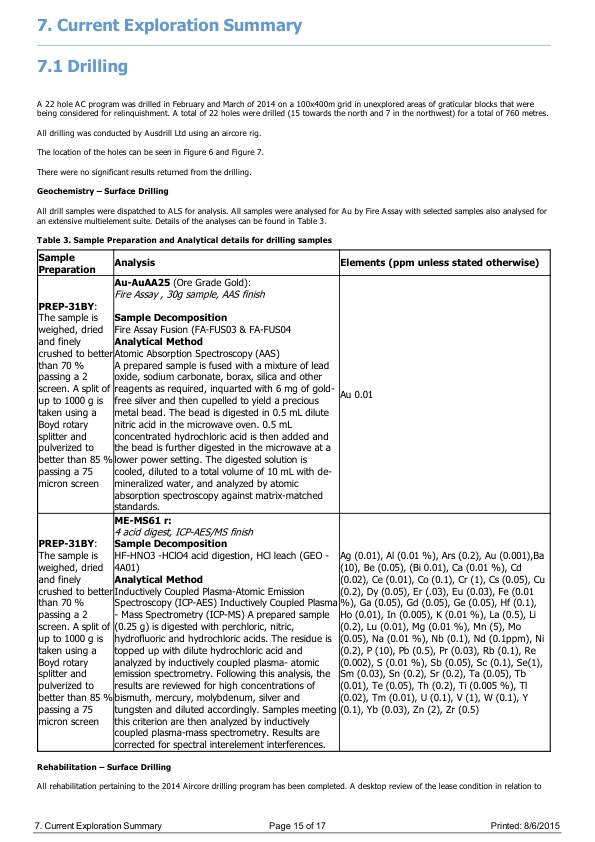 7. Current Exploration Summary
7.1 Drilling
A 22 hole AC program was drilled in February and March of 2014 on a 100x400m grid in unexplored areas of graticular blocks that were
being considered for relinquishment. A total of 22 holes were drilled (15 towards the north and 7 in the northwest) for a total of 760 metres.
All drilling was conducted by Ausdrill Ltd using an aircore rig.
The location of the holes can be seen in Figure 6 and Figure 7.
There were no significant results returned from the drilling.
Geochemistry – Surface Drilling
All drill samples were dispatched to ALS for analysis. All samples were analysed for Au by Fire Assay with selected samples also analysed for
an extensive multielement suite. Details of the analyses can be found in Table 3.
Table 3. Sample Preparation and Analytical details for drilling samples
Sample
Preparation
Analysis
Elements (ppm unless stated otherwise)
PREP-31BY:
The sample is
weighed, dried
and finely
crushed to better
than 70 %
passing a 2
screen. A split of
up to 1000 g is
taken using a
Boyd rotary
splitter and
pulverized to
better than 85 %
passing a 75
micron screen
Au-AuAA25 (Ore Grade Gold):
Fire Assay , 30g sample, AAS finish
Sample Decomposition
Fire Assay Fusion (FA-FUS03 & FA-FUS04
Analytical Method
Atomic Absorption Spectroscopy (AAS)
A prepared sample is fused with a mixture of lead
oxide, sodium carbonate, borax, silica and other
reagents as required, inquarted with 6 mg of gold-
free silver and then cupelled to yield a precious
metal bead. The bead is digested in 0.5 mL dilute
nitric acid in the microwave oven. 0.5 mL
concentrated hydrochloric acid is then added and
the bead is further digested in the microwave at a
lower power setting. The digested solution is
cooled, diluted to a total volume of 10 mL with de-
mineralized water, and analyzed by atomic
absorption spectroscopy against matrix-matched
standards.
Au 0.01
PREP-31BY:
The sample is
weighed, dried
and finely
crushed to better
than 70 %
passing a 2
screen. A split of
up to 1000 g is
taken using a
Boyd rotary
splitter and
pulverized to
better than 85 %
passing a 75
micron screen
ME-MS61 r:
4 acid digest, ICP-AES/MS finish
Sample Decomposition
HF-HNO3 -HClO4 acid digestion, HCl leach (GEO -
4A01)
Analytical Method
Inductively Coupled Plasma-Atomic Emission
Spectroscopy (ICP-AES) Inductively Coupled Plasma
- Mass Spectrometry (ICP-MS) A prepared sample
(0.25 g) is digested with perchloric, nitric,
hydrofluoric and hydrochloric acids. The residue is
topped up with dilute hydrochloric acid and
analyzed by inductively coupled plasma- atomic
emission spectrometry. Following this analysis, the
results are reviewed for high concentrations of
bismuth, mercury, molybdenum, silver and
tungsten and diluted accordingly. Samples meeting
this criterion are then analyzed by inductively
coupled plasma-mass spectrometry. Results are
corrected for spectral interelement interferences.
Ag (0.01), Al (0.01 %), Ars (0.2), Au (0.001),Ba
(10), Be (0.05), (Bi 0.01), Ca (0.01 %), Cd
(0.02), Ce (0.01), Co (0.1), Cr (1), Cs (0.05), Cu
(0.2), Dy (0.05), Er (.03), Eu (0.03), Fe (0.01
%), Ga (0.05), Gd (0.05), Ge (0.05), Hf (0.1),
Ho (0.01), In (0.005), K (0.01 %), La (0.5), Li
(0.2), Lu (0.01), Mg (0.01 %), Mn (5), Mo
(0.05), Na (0.01 %), Nb (0.1), Nd (0.1ppm), Ni
(0.2), P (10), Pb (0.5), Pr (0.03), Rb (0.1), Re
(0.002), S (0.01 %), Sb (0.05), Sc (0.1), Se(1),
Sm (0.03), Sn (0.2), Sr (0.2), Ta (0.05), Tb
(0.01), Te (0.05), Th (0.2), Ti (0.005 %), Tl
(0.02), Tm (0.01), U (0.1), V (1), W (0.1), Y
(0.1), Yb (0.03), Zn (2), Zr (0.5)
Rehabilitation – Surface Drilling
All rehabilitation pertaining to the 2014 Aircore drilling program has been completed. A desktop review of the lease condition in relation to
7. Current Exploration Summary
Page 15 of 17
Printed: 8/6/2015